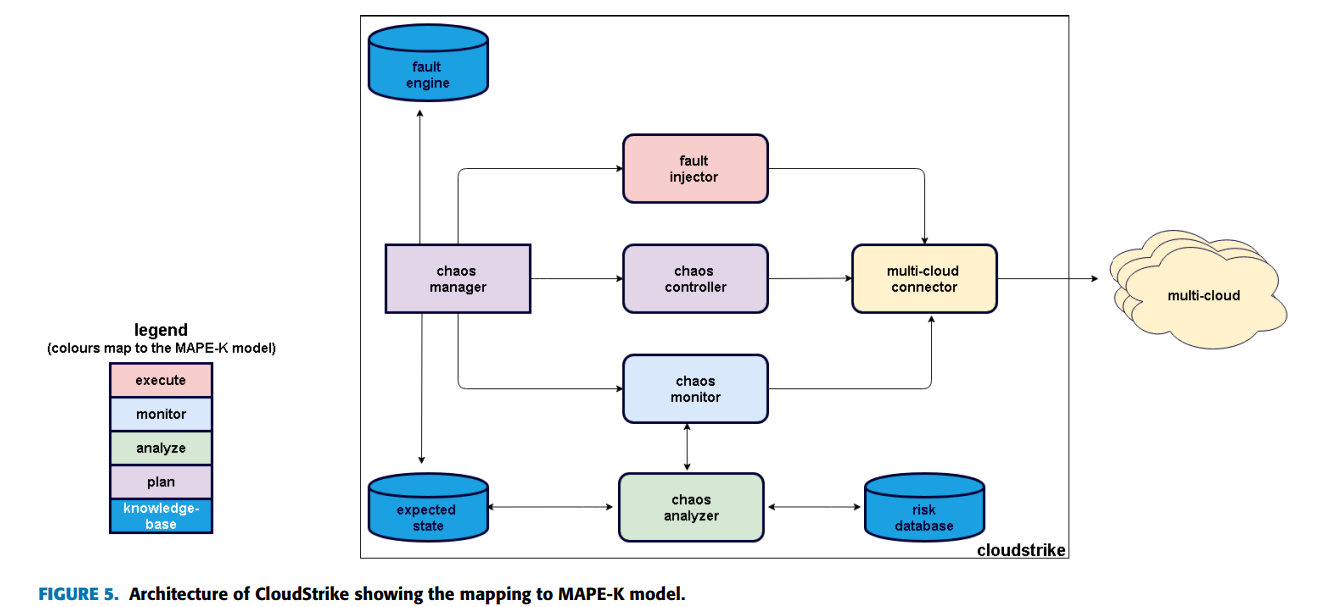 fault
engine
fault
injector
chaos
manager
chaos
controller
multi-cloud
connector
multi-cloud
chaos
monitor
legend
(colours map to the MAPE-K model)
execute
monitor
analyze
plan
knowledge-
base
expected
state
chaos
analyzer
risk
database
cloudstrike
FIGURE 5. Architecture of CloudStrike showing the mapping to MAPE-K model.